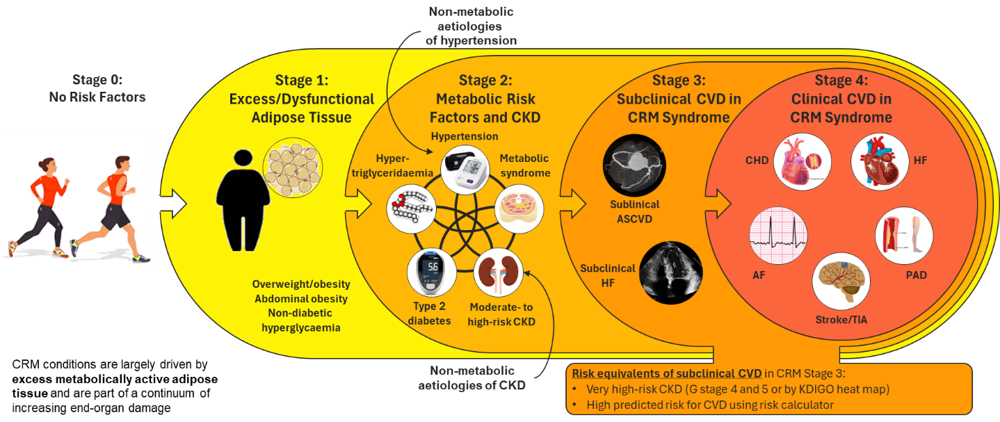 Non-metabolic
aetiologies
of hypertension
Stage 0:
No Risk Factors
Stage 1:
Excess/Dysfunctional
Adipose Tissue
Overweight/obesity
Abdominal obesity
Non-diabetic
hyperglycaemia
Stage 2:
Metabolic Risk
Factors and CKD
Hypertension
Hyper-
triglyceridaemia
Metabolic
syndrome
5.6
Type 2
diabetes
Moderate- to
high-risk CKD
Non-metabolic
aetiologies of CKD
Stage 3:
Subclinical CVD in
CRM Syndrome
Sublinical
ASCVD
Subclinical
HF
Stage 4:
Clinical CVD in
CRM Syndrome
CHD
HF
AF
PAD
Stroke/TIA
CRM conditions are largely driven by
excess metabolically active adipose
tissue and are part of a continuum of
increasing end-organ damage
Risk equivalents of subclinical CVD in CRM Stage 3:
• Very high-risk CKD (G stage 4 and 5 or by KDIGO heat map)
• High predicted risk for CVD using risk calculator